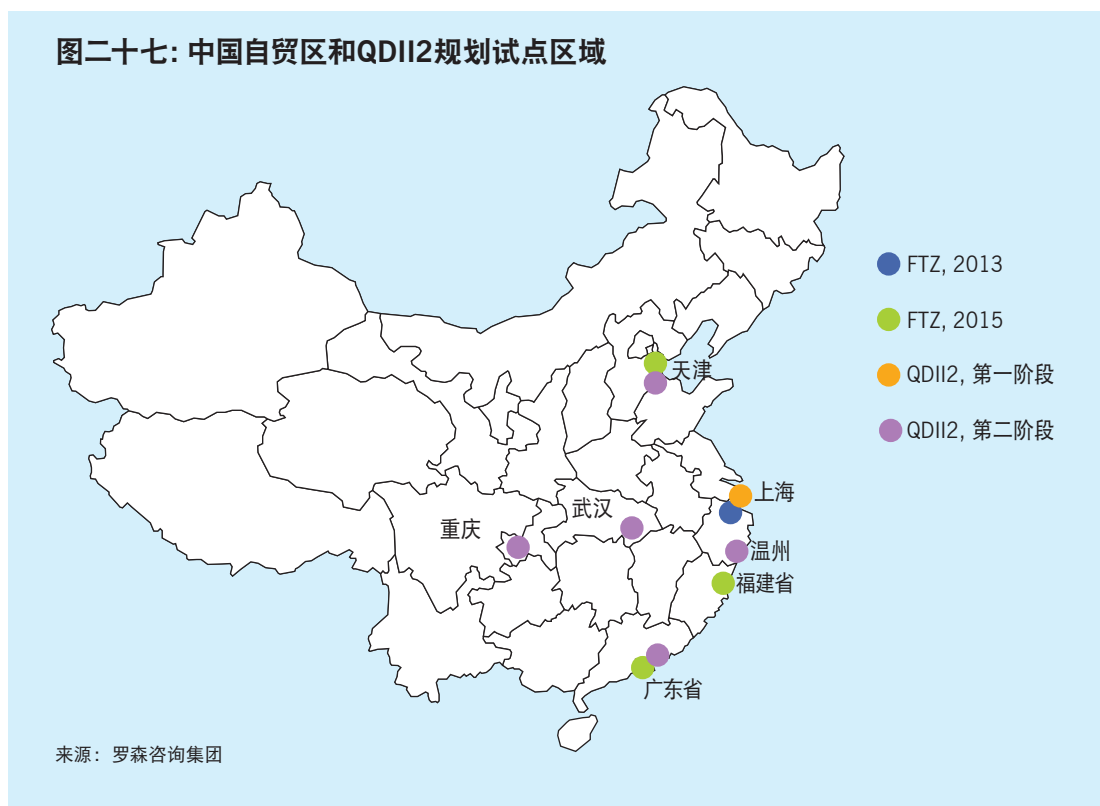 图二十七: 中国自贸区和QDII2规划试点区域
FTZ, 2013
FTZ, 2015
QDII2, 第一阶段
QDII2, 第二阶段
天津
上海
武汉
重庆
温州
福建省
广东省
来源：罗森咨询集团